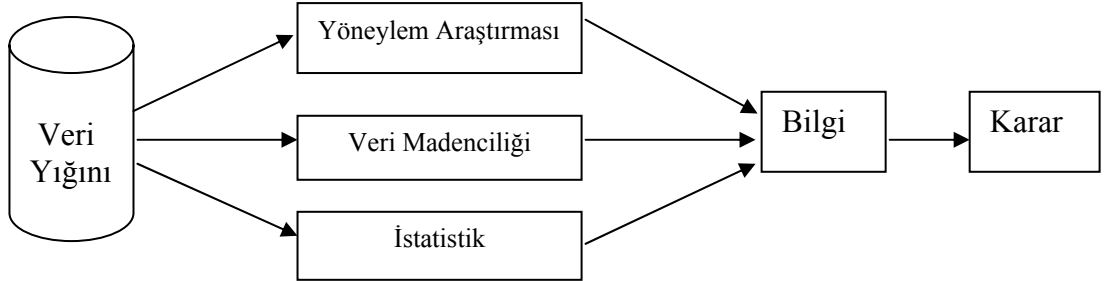 Yöneylem Araştırması
Veri
Yığını
Veri Madenciliği
İstatistik
Bilgi
Karar